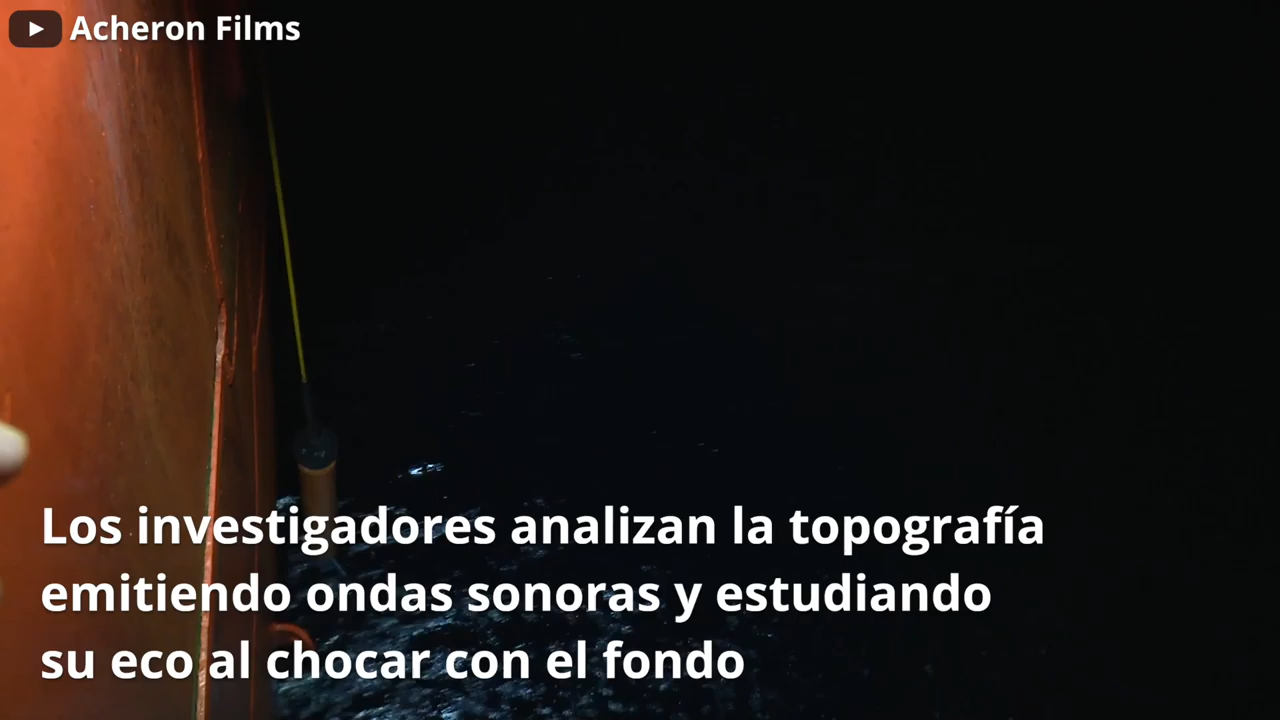 Acheron Films
Los investigadores analizan la topografía
emitiendo ondas sonoras y estudiando
su eco al chocar con el fondo